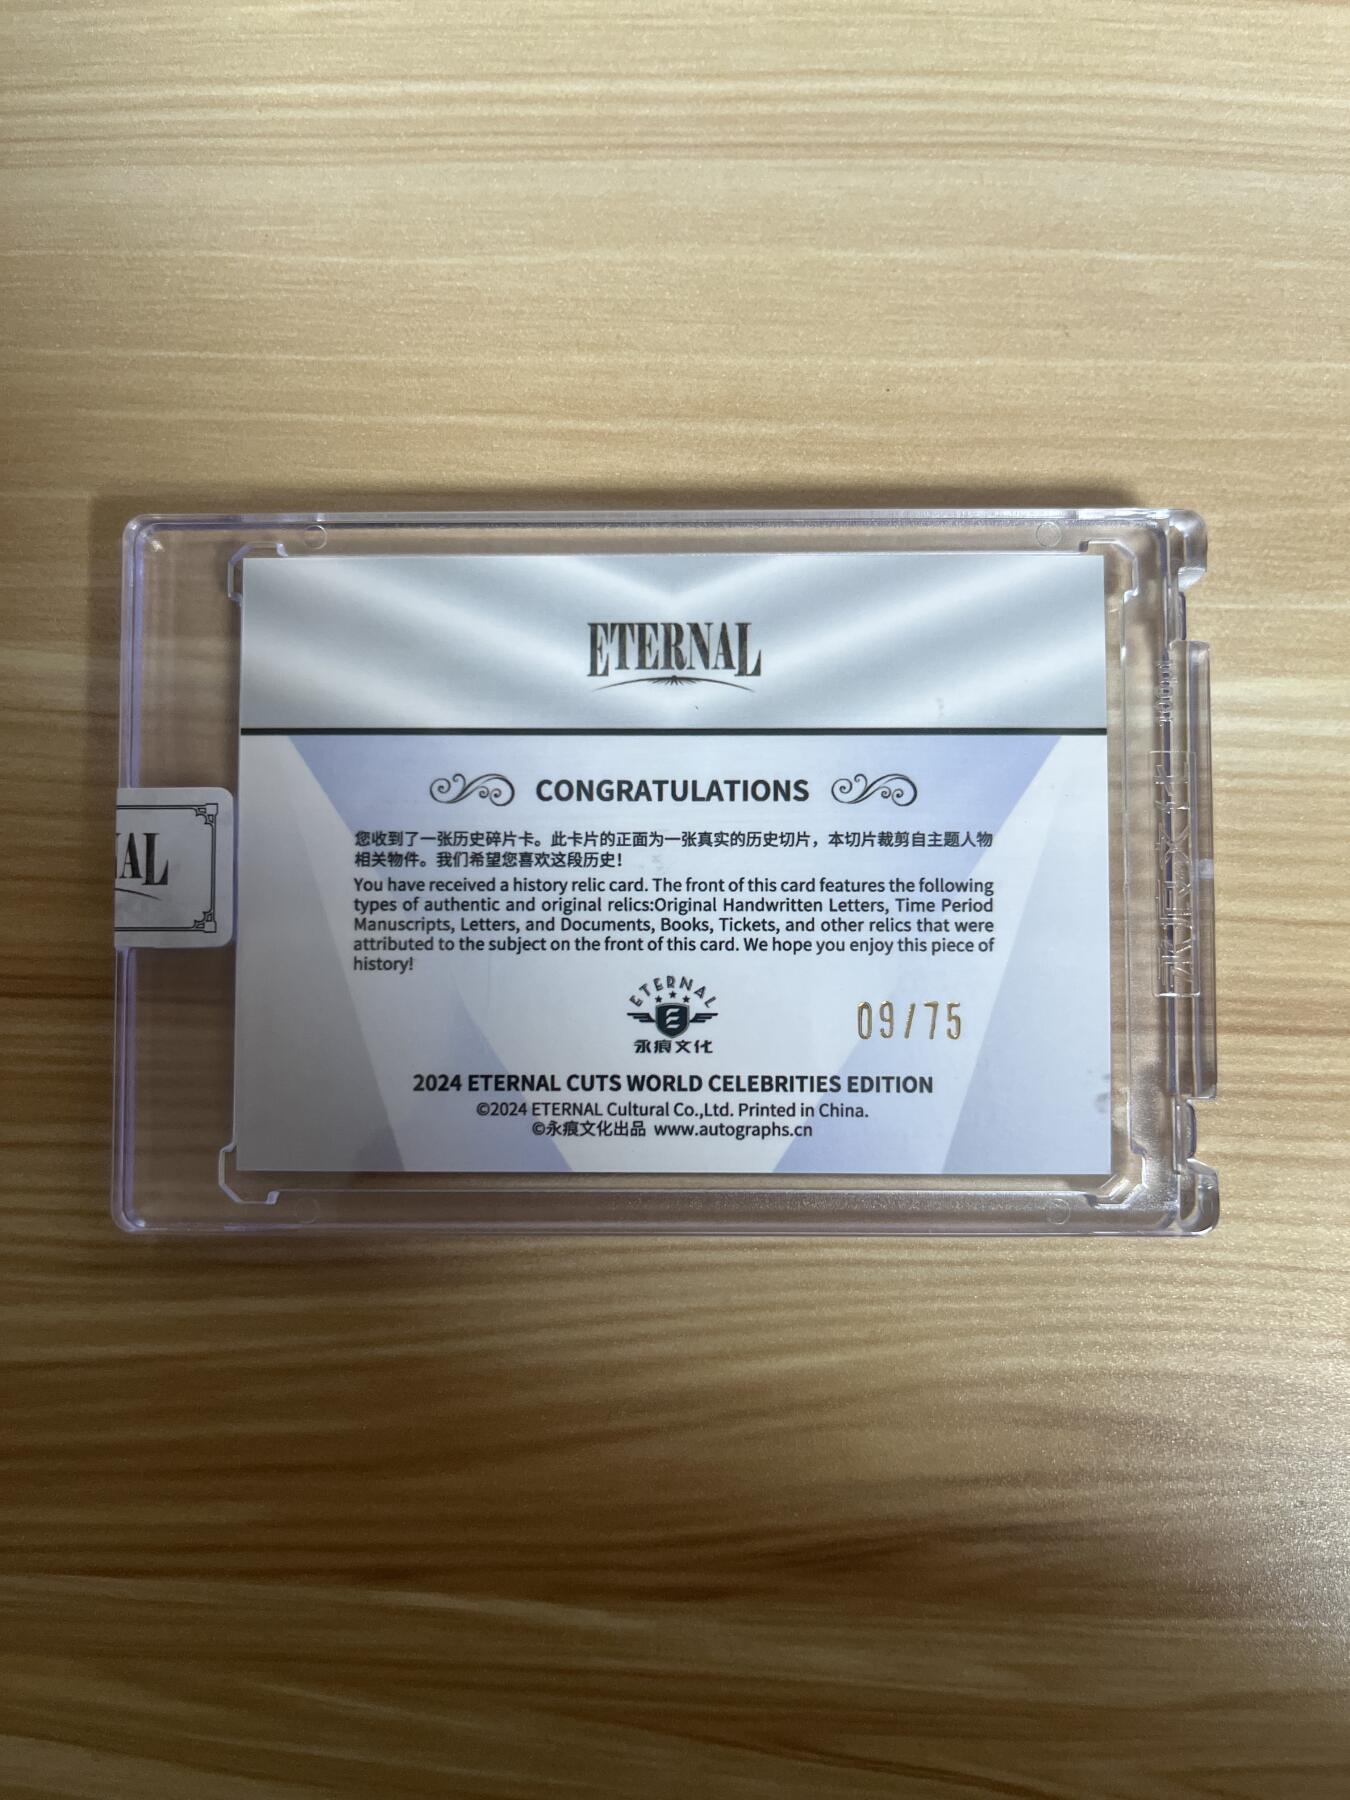 ETERNAL
CONGRATULATIONS
您收到了一张历史碎片卡。此卡片的正面为一张真实的历史切片，本切片裁剪自主题人物
相关物件。我们希望您喜欢这段历史！
You have received a history relic card. The front of this card features the following
types of authentic and original relics:Original Handwritten Letters, Time Period
Manuscripts, Letters, and Documents, Books, Tickets, and other relics that were
attributed to the subject on the front of this card. We hope you enjoy this piece of
history!
ETERNAL
永痕文化
09/75
2024 ETERNAL CUTS WORLD CELEBRITIES EDITION
©2024 ETERNAL Cultural Co.,Ltd. Printed in China.
©永痕文化出品 www.autographs.cn
NAL
永痕文化
100pt